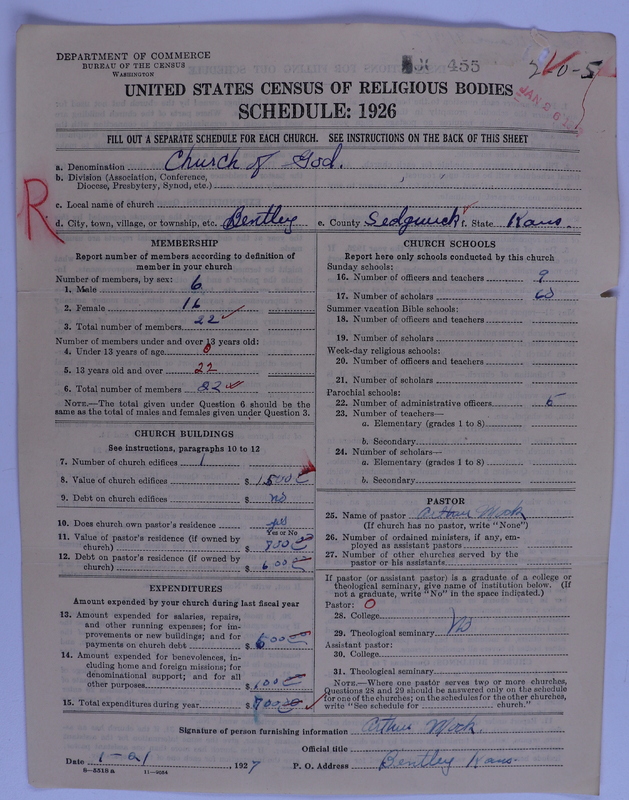 DEPARTMENT OF COMMERCE
BUREAU OF THE CENSUS
WASHINGTON
455
260-5
JAN 26
UNITED STATES CENSUS OF RELIGIOUS BODIES
SCHEDULE: 1926
FILL OUT A SEPARATE SCHEDULE FOR EACH CHURCH. SEE INSTRUCTIONS ON THE BACK OF THIS SHEET
a. Denomination Church of God.
b. Division (Association, Conference,
Diocese, Presbytery, Synod, etc.)
c. Local name of church
R
d. City, town, village, or township, etc. Bentley e. County Sedgwick f. State Kans.
MEMBERSHIP
Report number of members according to definition of
member in your church
Number of members, by sex:
1. Male 6
2. Female 16
3. Total number of members 22
Number of members under and over 13 years old:
4. Under 13 years of age 0
5. 13 years old and over 22
6. Total number of members 22
NOTE.—The total given under Question 6 should be the
same as the total of males and females given under Question 3.
CHURCH BUILDINGS
See instructions, paragraphs 10 to 12
7. Number of church edifices 1
8. Value of church edifices $ 1500
9. Debt on church edifices $ no
10. Does church own pastor's residence yes
Yes or No
11. Value of pastor's residence (if owned by
church) $
12. Debt on pastor's residence (if owned by
church) $ 600
EXPENDITURES
Amount expended by your church during last fiscal year
13. Amount expended for salaries, repairs,
and other running expenses; for im-
provements or new buildings; and for
payments on church debt $ 600
14. Amount expended for benevolences, in-
cluding home and foreign missions; for
denominational support; and for all
other purposes $ 100
15. Total expenditures during year $ 700
CHURCH SCHOOLS
Report here only schools conducted by this church
Sunday schools:
16. Number of officers and teachers 9
17. Number of scholars 60
Summer vacation Bible schools:
18. Number of officers and teachers
19. Number of scholars
Week-day religious schools:
20. Number of officers and teachers
21. Number of scholars
Parochial schools:
22. Number of administrative officers
23. Number of teachers—
a. Elementary (grades 1 to 8)
b. Secondary
24. Number of scholars—
a. Elementary (grades 1 to 8)
b. Secondary
PASTOR
25. Name of pastor Arthur
(If church has no pastor, write "None")
26. Number of ordained ministers, if any, em-
ployed as assistant pastors
27. Number of other churches served by the
pastor or his assistants
If pastor (or assistant pastor) is a graduate of a college or
theological seminary, give name of institution below. (If
not a graduate, write "No" in the space indicated.)
Pastor: O
28. College
29. Theological seminary No
Assistant pastor:
30. College
31. Theological seminary
NOTE.—Where one pastor serves two or more churches,
Questions 28 and 29 should be answered only on the schedule
for one of the churches; on the schedules for the other churches,
write "See schedule for church."
Signature of person furnishing information Arthur
Official title
Date 1-21, 1927 P. O. Address Bentley Kans.
8-5518a 11-9064